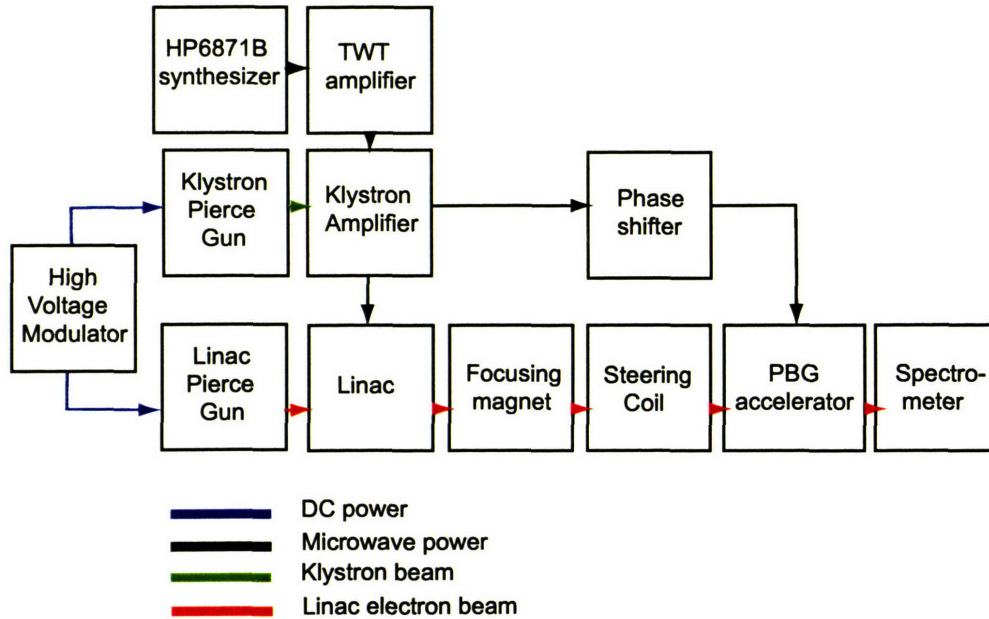 HP6871B
synthesizer
TWT
amplifier
Klystron
Pierce
Gun
Klystron
Amplifier
Phase
shifter
High
Voltage
Modulator
Linac
Pierce
Gun
Linac
Focusing
magnet
Steering
Coil
PBG
accelerator
Spectro-
meter
DC power
Microwave power
Klystron beam
Linac electron beam